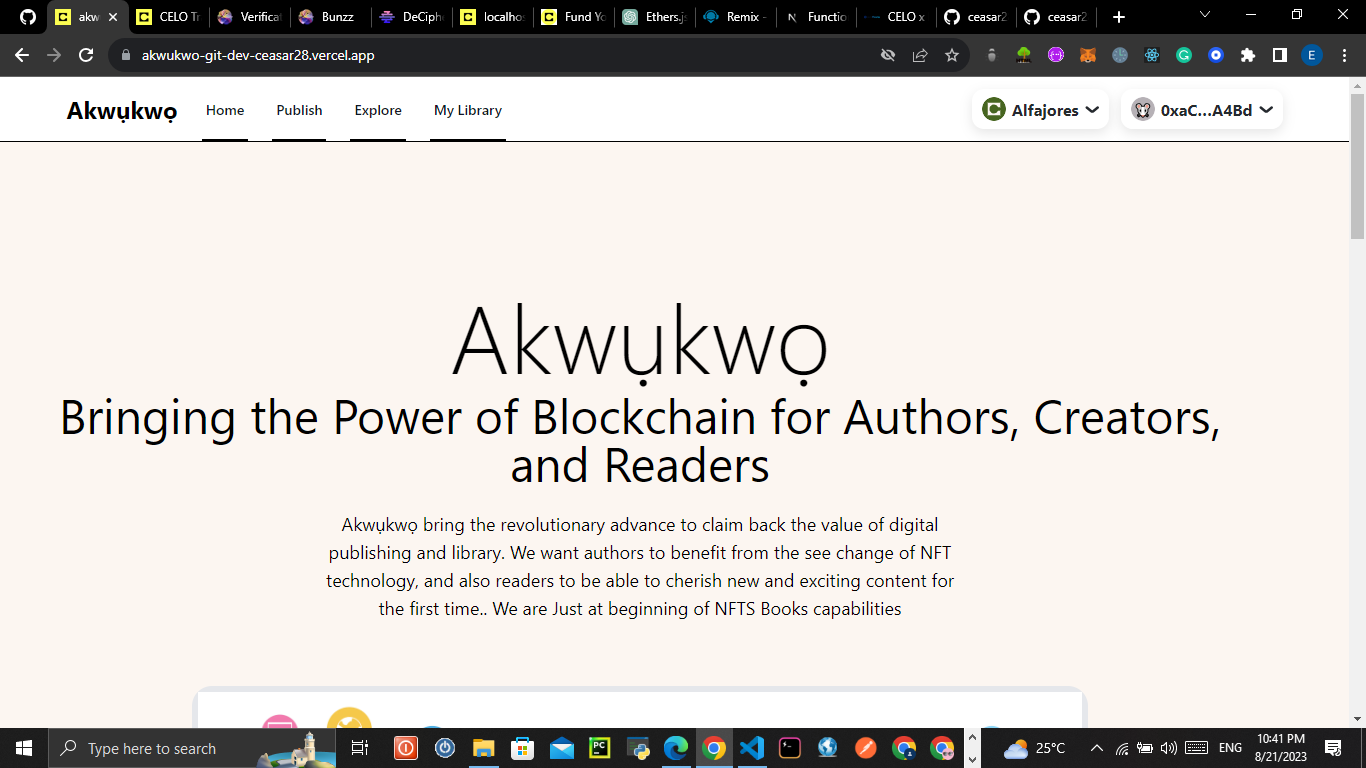 akw
CELO Tr
Verificat
Bunzz
DeCiphe
localhos
Fund Yo
Ethers.js
Remix -
Functio
CELO x
ceasar2
ceasar2
akwukwo-git-dev-ceasar28.vercel.app
E
Akwụkwọ Home Publish Explore My Library Alfajores 0xaC...A4Bd
Akwụkwọ
Bringing the Power of Blockchain for Authors, Creators,
and Readers
Akwụkwọ bring the revolutionary advance to claim back the value of digital
publishing and library. We want authors to benefit from the see change of NFT
technology, and also readers to be able to cherish new and exciting content for
the first time.. We are Just at beginning of NFTS Books capabilities
Type here to search
25°C
ENG
10:41 PM
8/21/2023